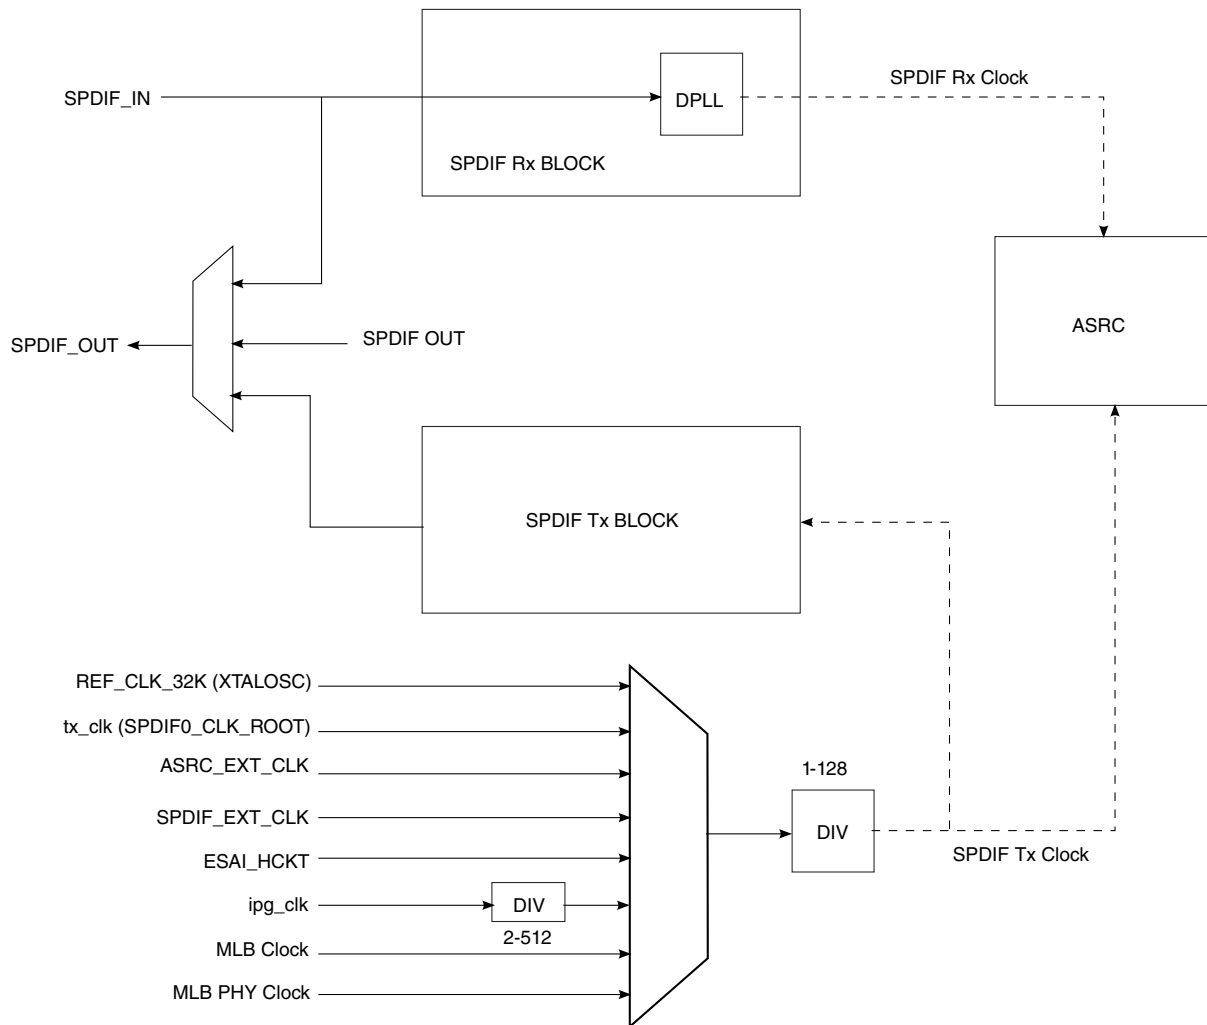 SPDIF_IN
DPLL
SPDIF Rx Clock
SPDIF Rx BLOCK
ASRC
SPDIF_OUT
SPDIF OUT
SPDIF Tx BLOCK
REF_CLK_32K (XTALOSC)
tx_clk (SPDIF0_CLK_ROOT)
ASRC_EXT_CLK
SPDIF_EXT_CLK
ESAI_HCKT
ipg_clk
DIV
2-512
MLB Clock
MLB PHY Clock
1-128
DIV
SPDIF Tx Clock